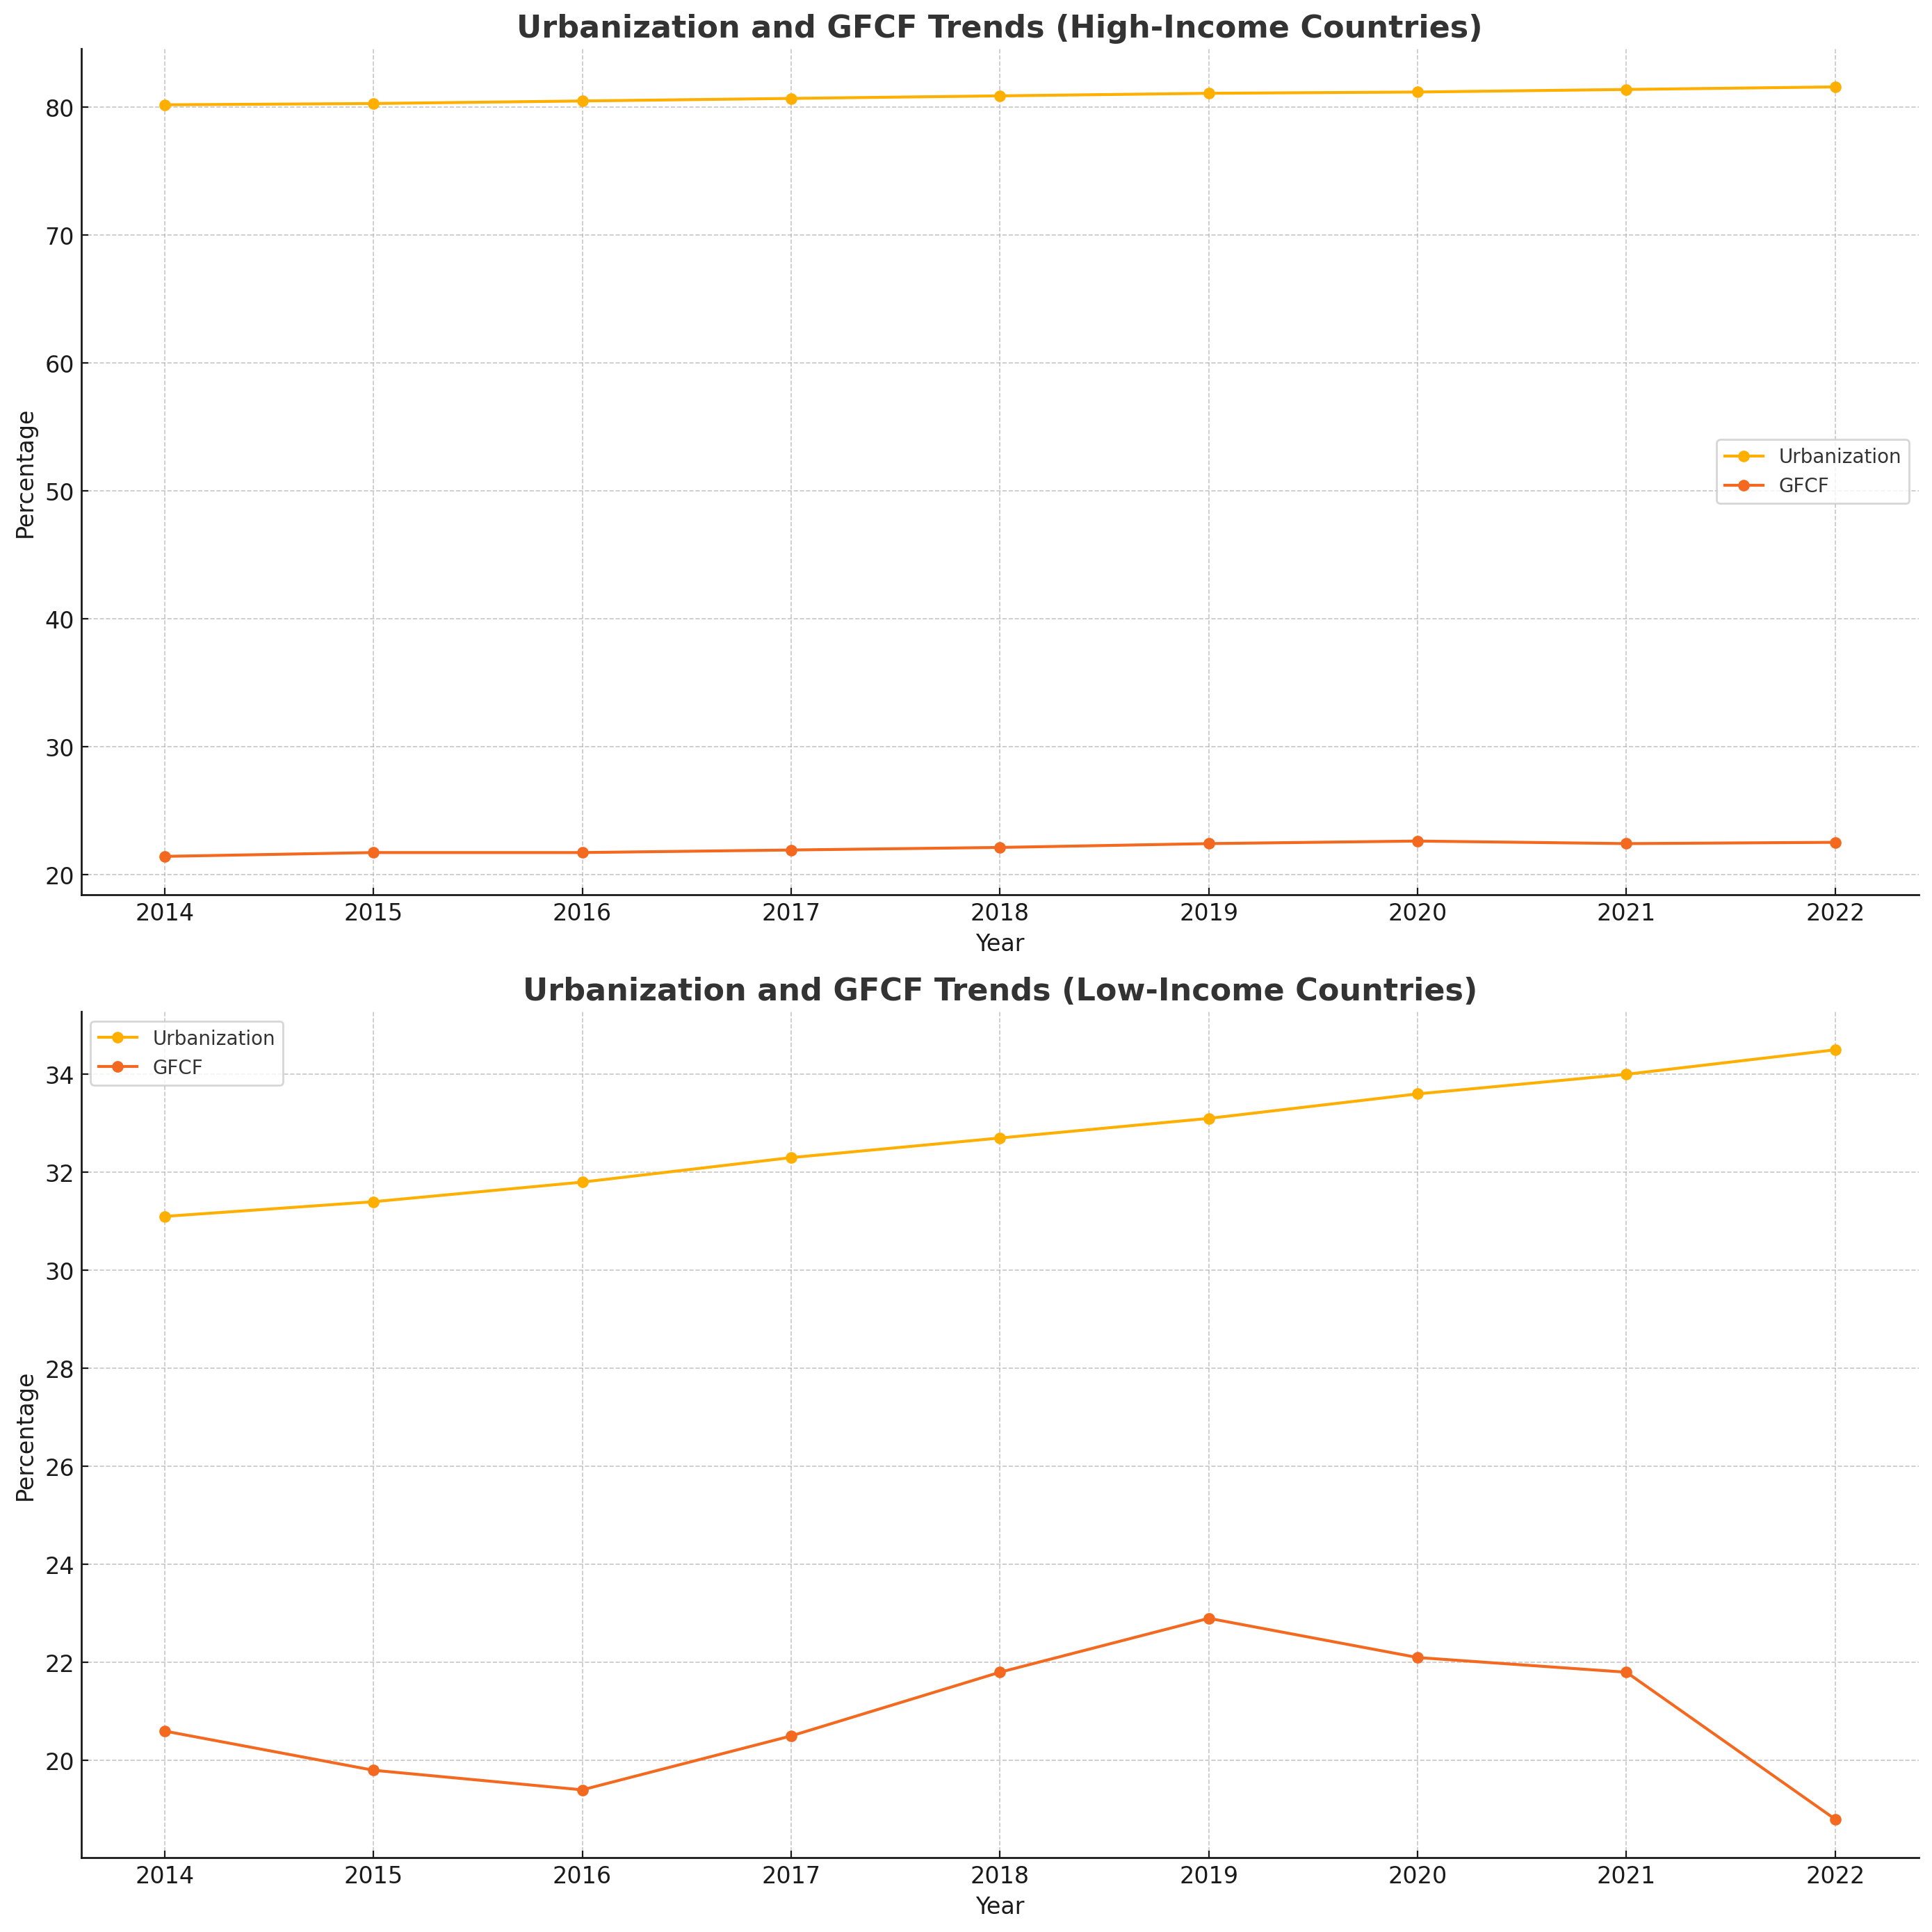 Urbanization and GFCF Trends (High-Income Countries)
80
70
60
50
40
30
20
Percentage
Urbanization
GFCF
2014 2015 2016 2017 2018 2019 2020 2021 2022
Year
Urbanization and GFCF Trends (Low-Income Countries)
Urbanization
GFCF
34
32
30
28
26
24
22
20
Percentage
2014 2015 2016 2017 2018 2019 2020 2021 2022
Year